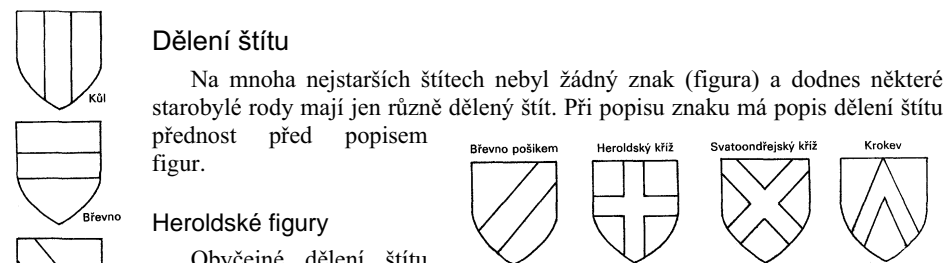 Dělení štítu
Na mnoha nejstarších štítech nebyl žádný znak (figura) a dodnes některé
starobylé rody mají jen různě dělený štít. Při popisu znaku má popis dělení štítu
přednost před popisem
figur.
Kůl
Břevno
Břevno pošikem
Heroldský kříž
Svatoondřejský kříž
Krokev
Heroldské figury
Obyčejné dělení štítu